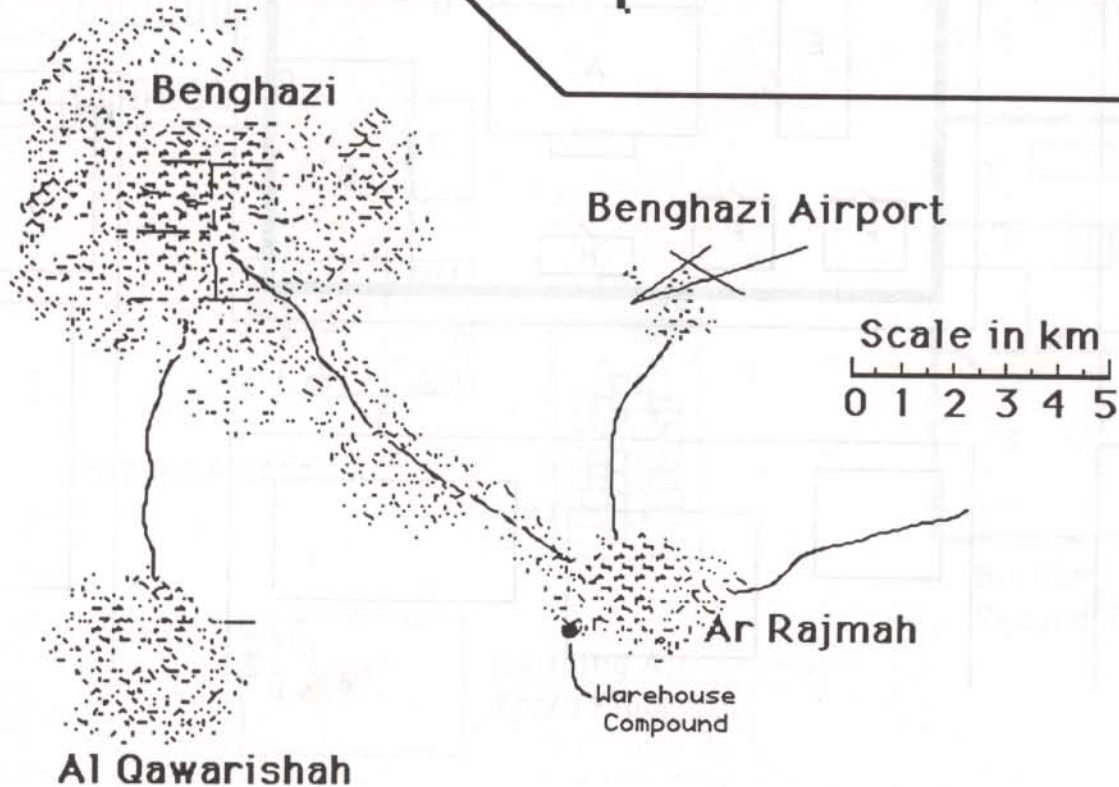 Benghazi
Benghazi Airport
Scale in km
0 1 2 3 4 5
Ar Rajmah
Warehouse
Compound
Al Qawarishah